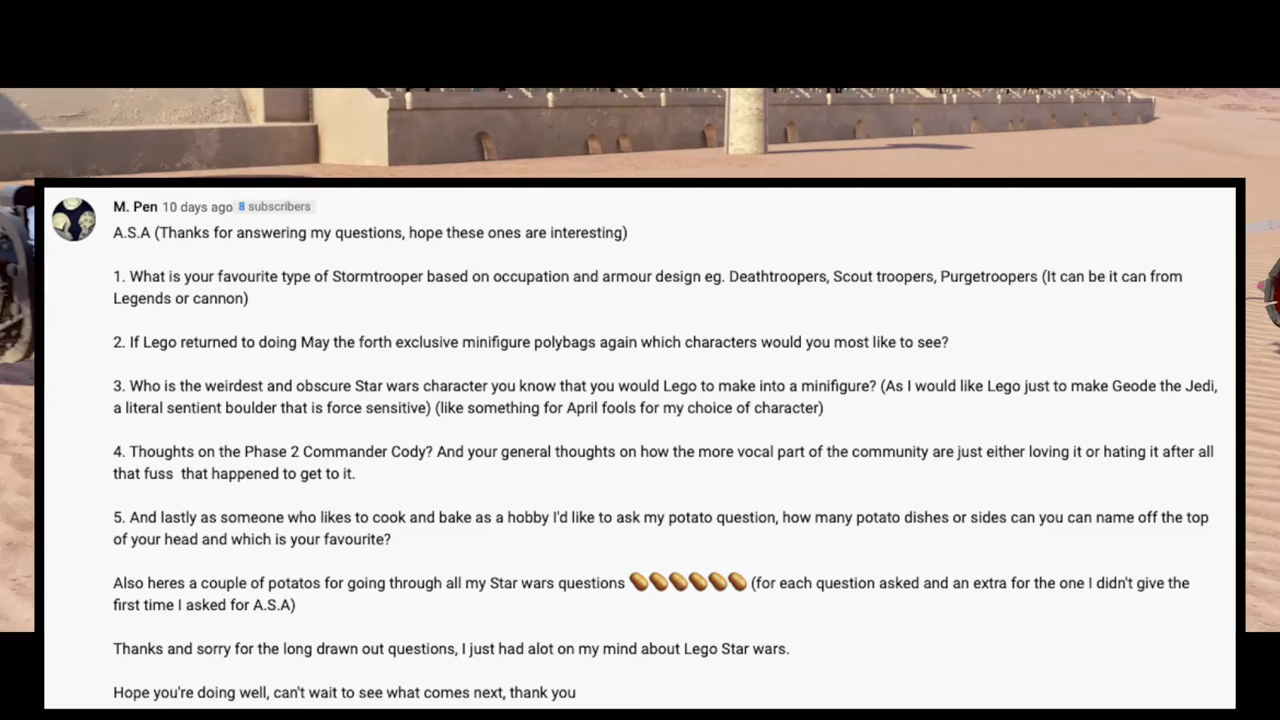 M. Pen 10 days ago 8 subscribers
A.S.A (Thanks for answering my questions, hope these ones are interesting)
1. What is your favourite type of Stormtrooper based on occupation and armour design eg. Deathtroopers, Scout troopers, Purgetroopers (It can be it can from
Legends or cannon)
2. If Lego returned to doing May the forth exclusive minifigure polybags again which characters would you most like to see?
3. Who is the weirdest and obscure Star wars character you know that you would Lego to make into a minifigure? (As I would like Lego just to make Geode the Jedi,
a literal sentient boulder that is force sensitive) (like something for April fools for my choice of character)
4. Thoughts on the Phase 2 Commander Cody? And your general thoughts on how the more vocal part of the community are just either loving it or hating it after all
that fuss  that happened to get to it.
5. And lastly as someone who likes to cook and bake as a hobby I'd like to ask my potato question, how many potato dishes or sides can you can name off the top
of your head and which is your favourite?
Also heres a couple of potatos for going through all my Star wars questions 🥔🥔🥔🥔🥔🥔 (for each question asked and an extra for the one I didn't give the
first time I asked for A.S.A)
Thanks and sorry for the long drawn out questions, I just had alot on my mind about Lego Star wars.
Hope you're doing well, can't wait to see what comes next, thank you